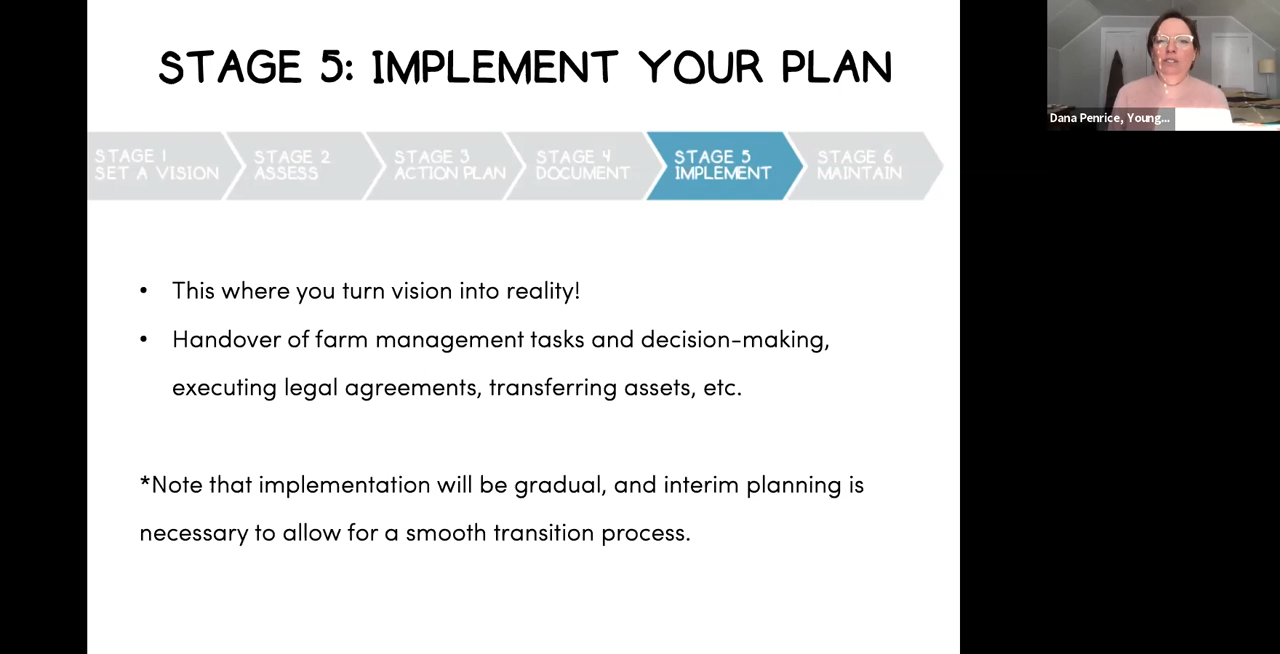 STAGE 5: IMPLEMENT YOUR PLAN
STAGE 1
SET A VISION
STAGE 2
ASSESS
STAGE 3
ACTION PLAN
STAGE 4
DOCUMENT
STAGE 5
IMPLEMENT
STAGE 6
MAINTAIN
• This where you turn vision into reality!
• Handover of farm management tasks and decision-making,
executing legal agreements, transferring assets, etc.
*Note that implementation will be gradual, and interim planning is
necessary to allow for a smooth transition process.
Dana Penrice, Young...